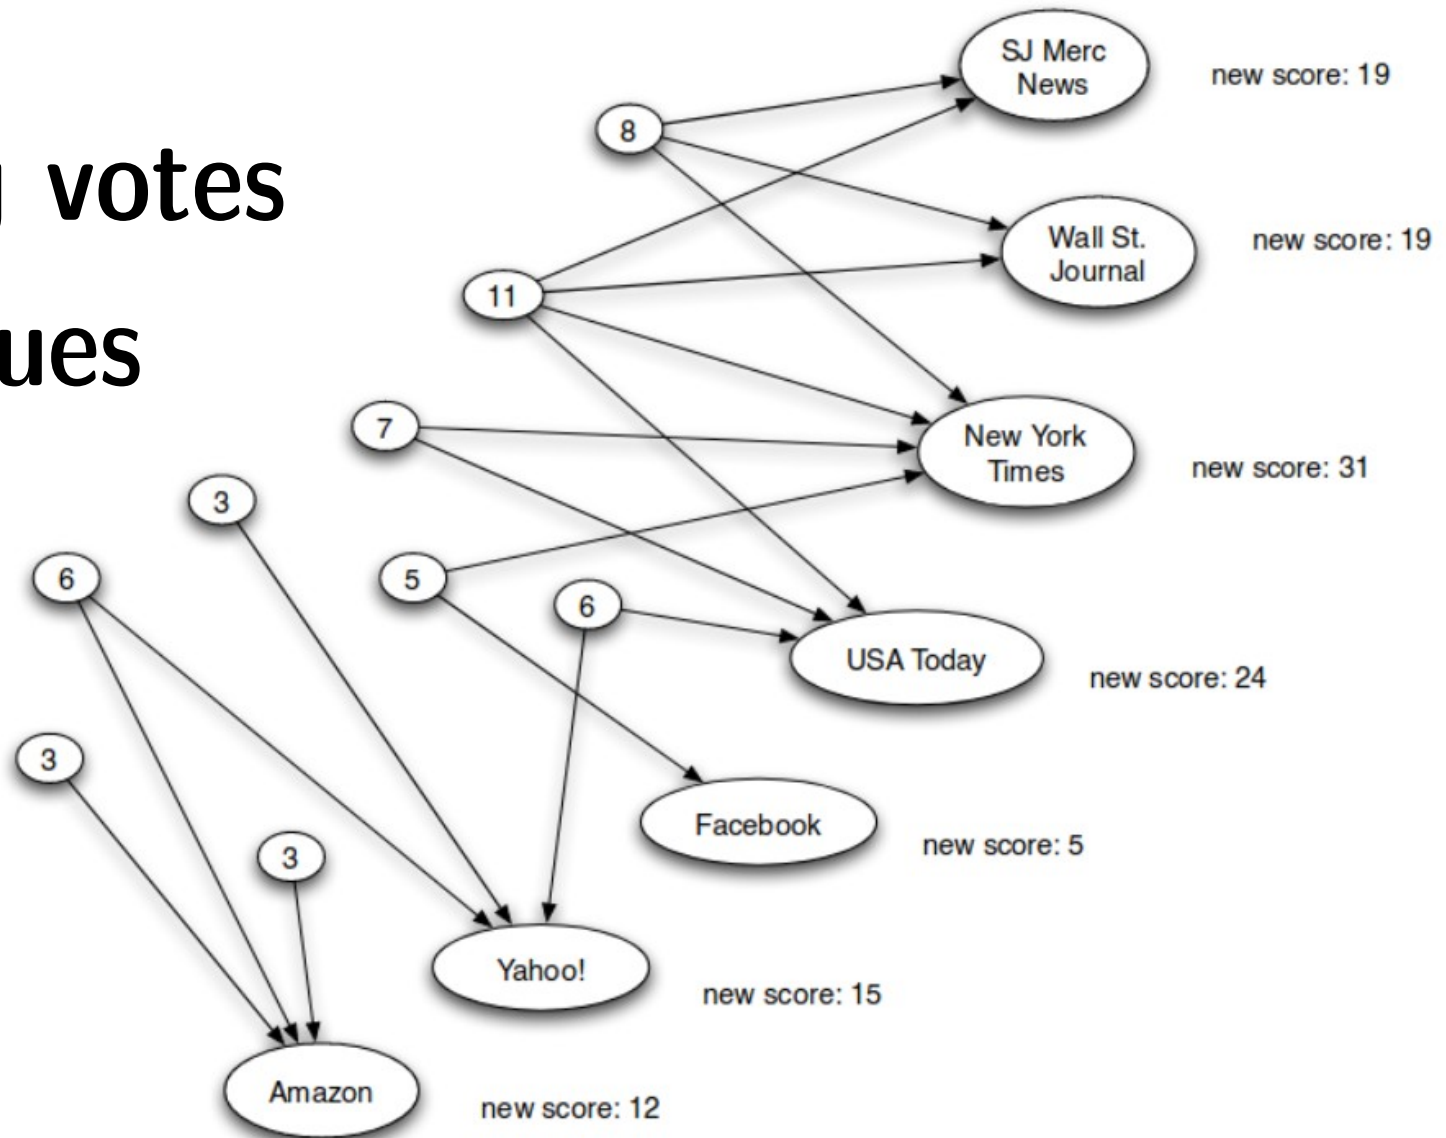 votes
SJ Merc
News
new score: 19
8
Wall St.
Journal
new score: 19
11
New York
Times
new score: 31
7
3
6
5
6
USA Today
new score: 24
3
Facebook
new score: 5
3
Yahoo!
new score: 15
Amazon
new score: 12